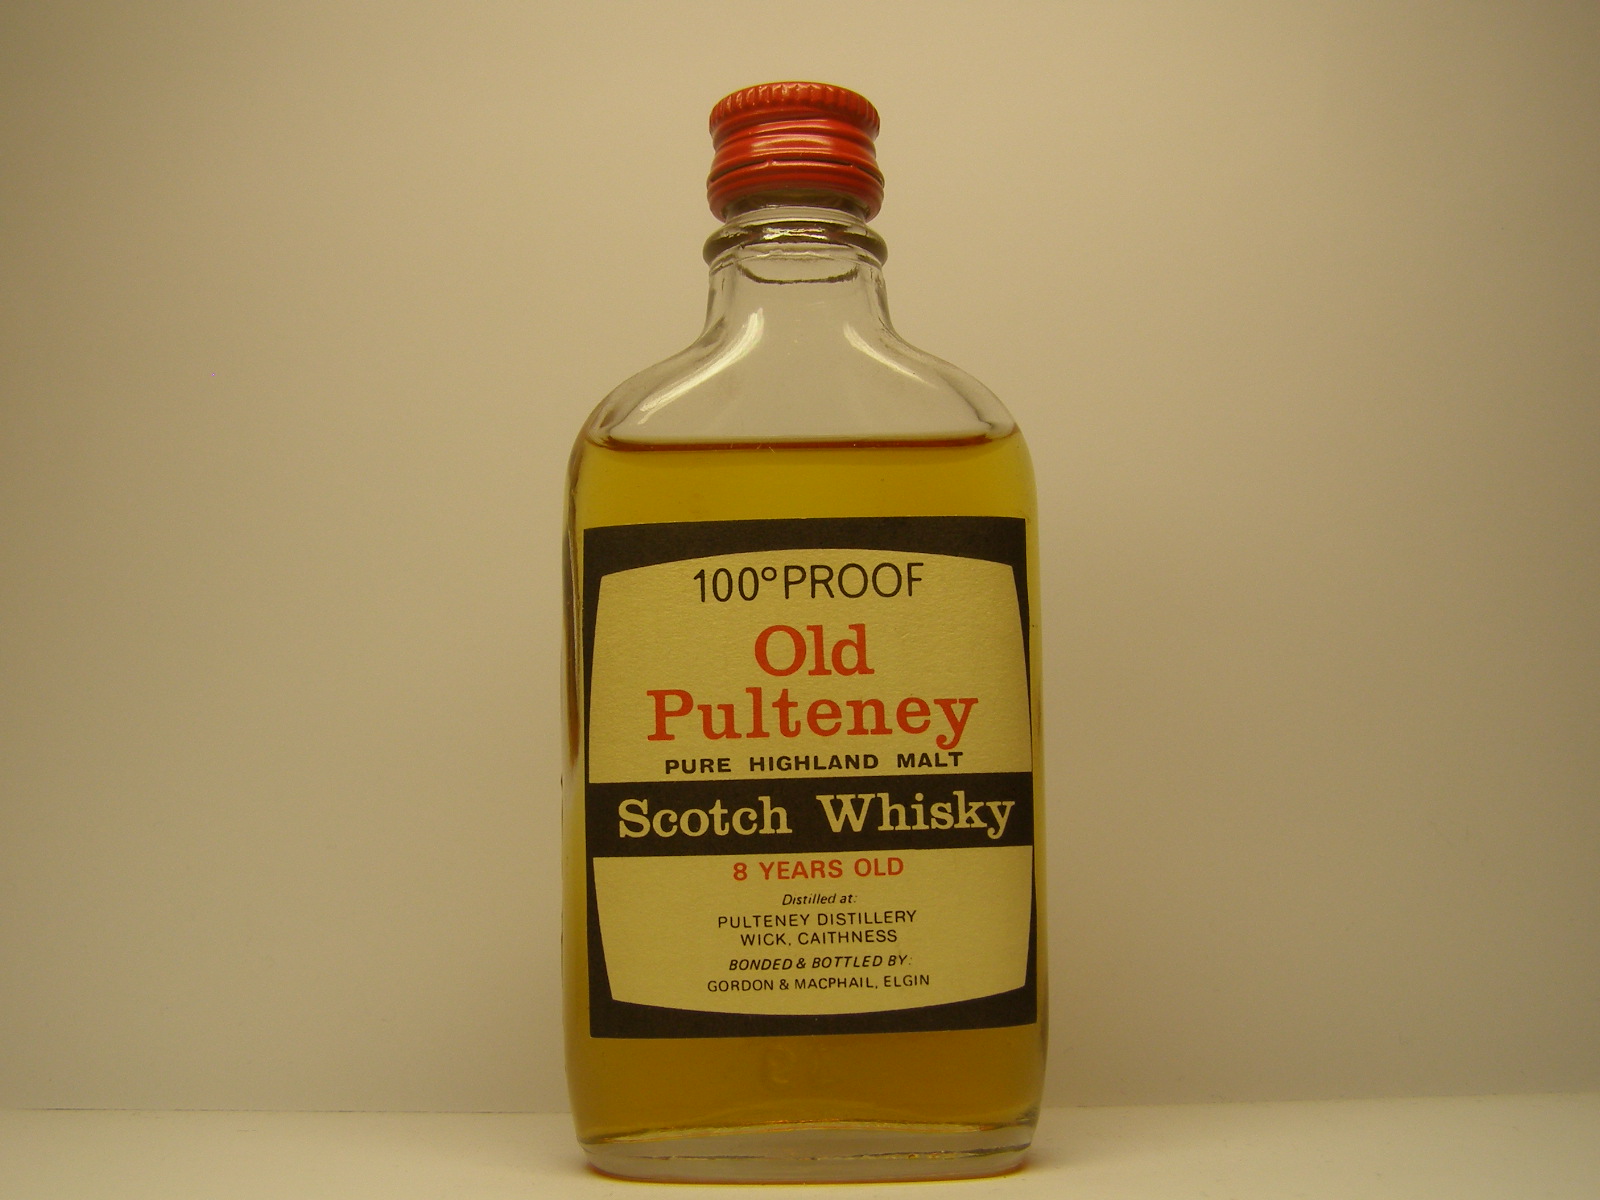 100° PROOF
Old
Pulteney
PURE HIGHLAND MALT
Scotch Whisky
8 YEARS OLD
Distilled at:
PULTENEY DISTILLERY
WICK, CAITHNESS
BONDED & BOTTLED BY:
GORDON & MACPHAIL, ELGIN